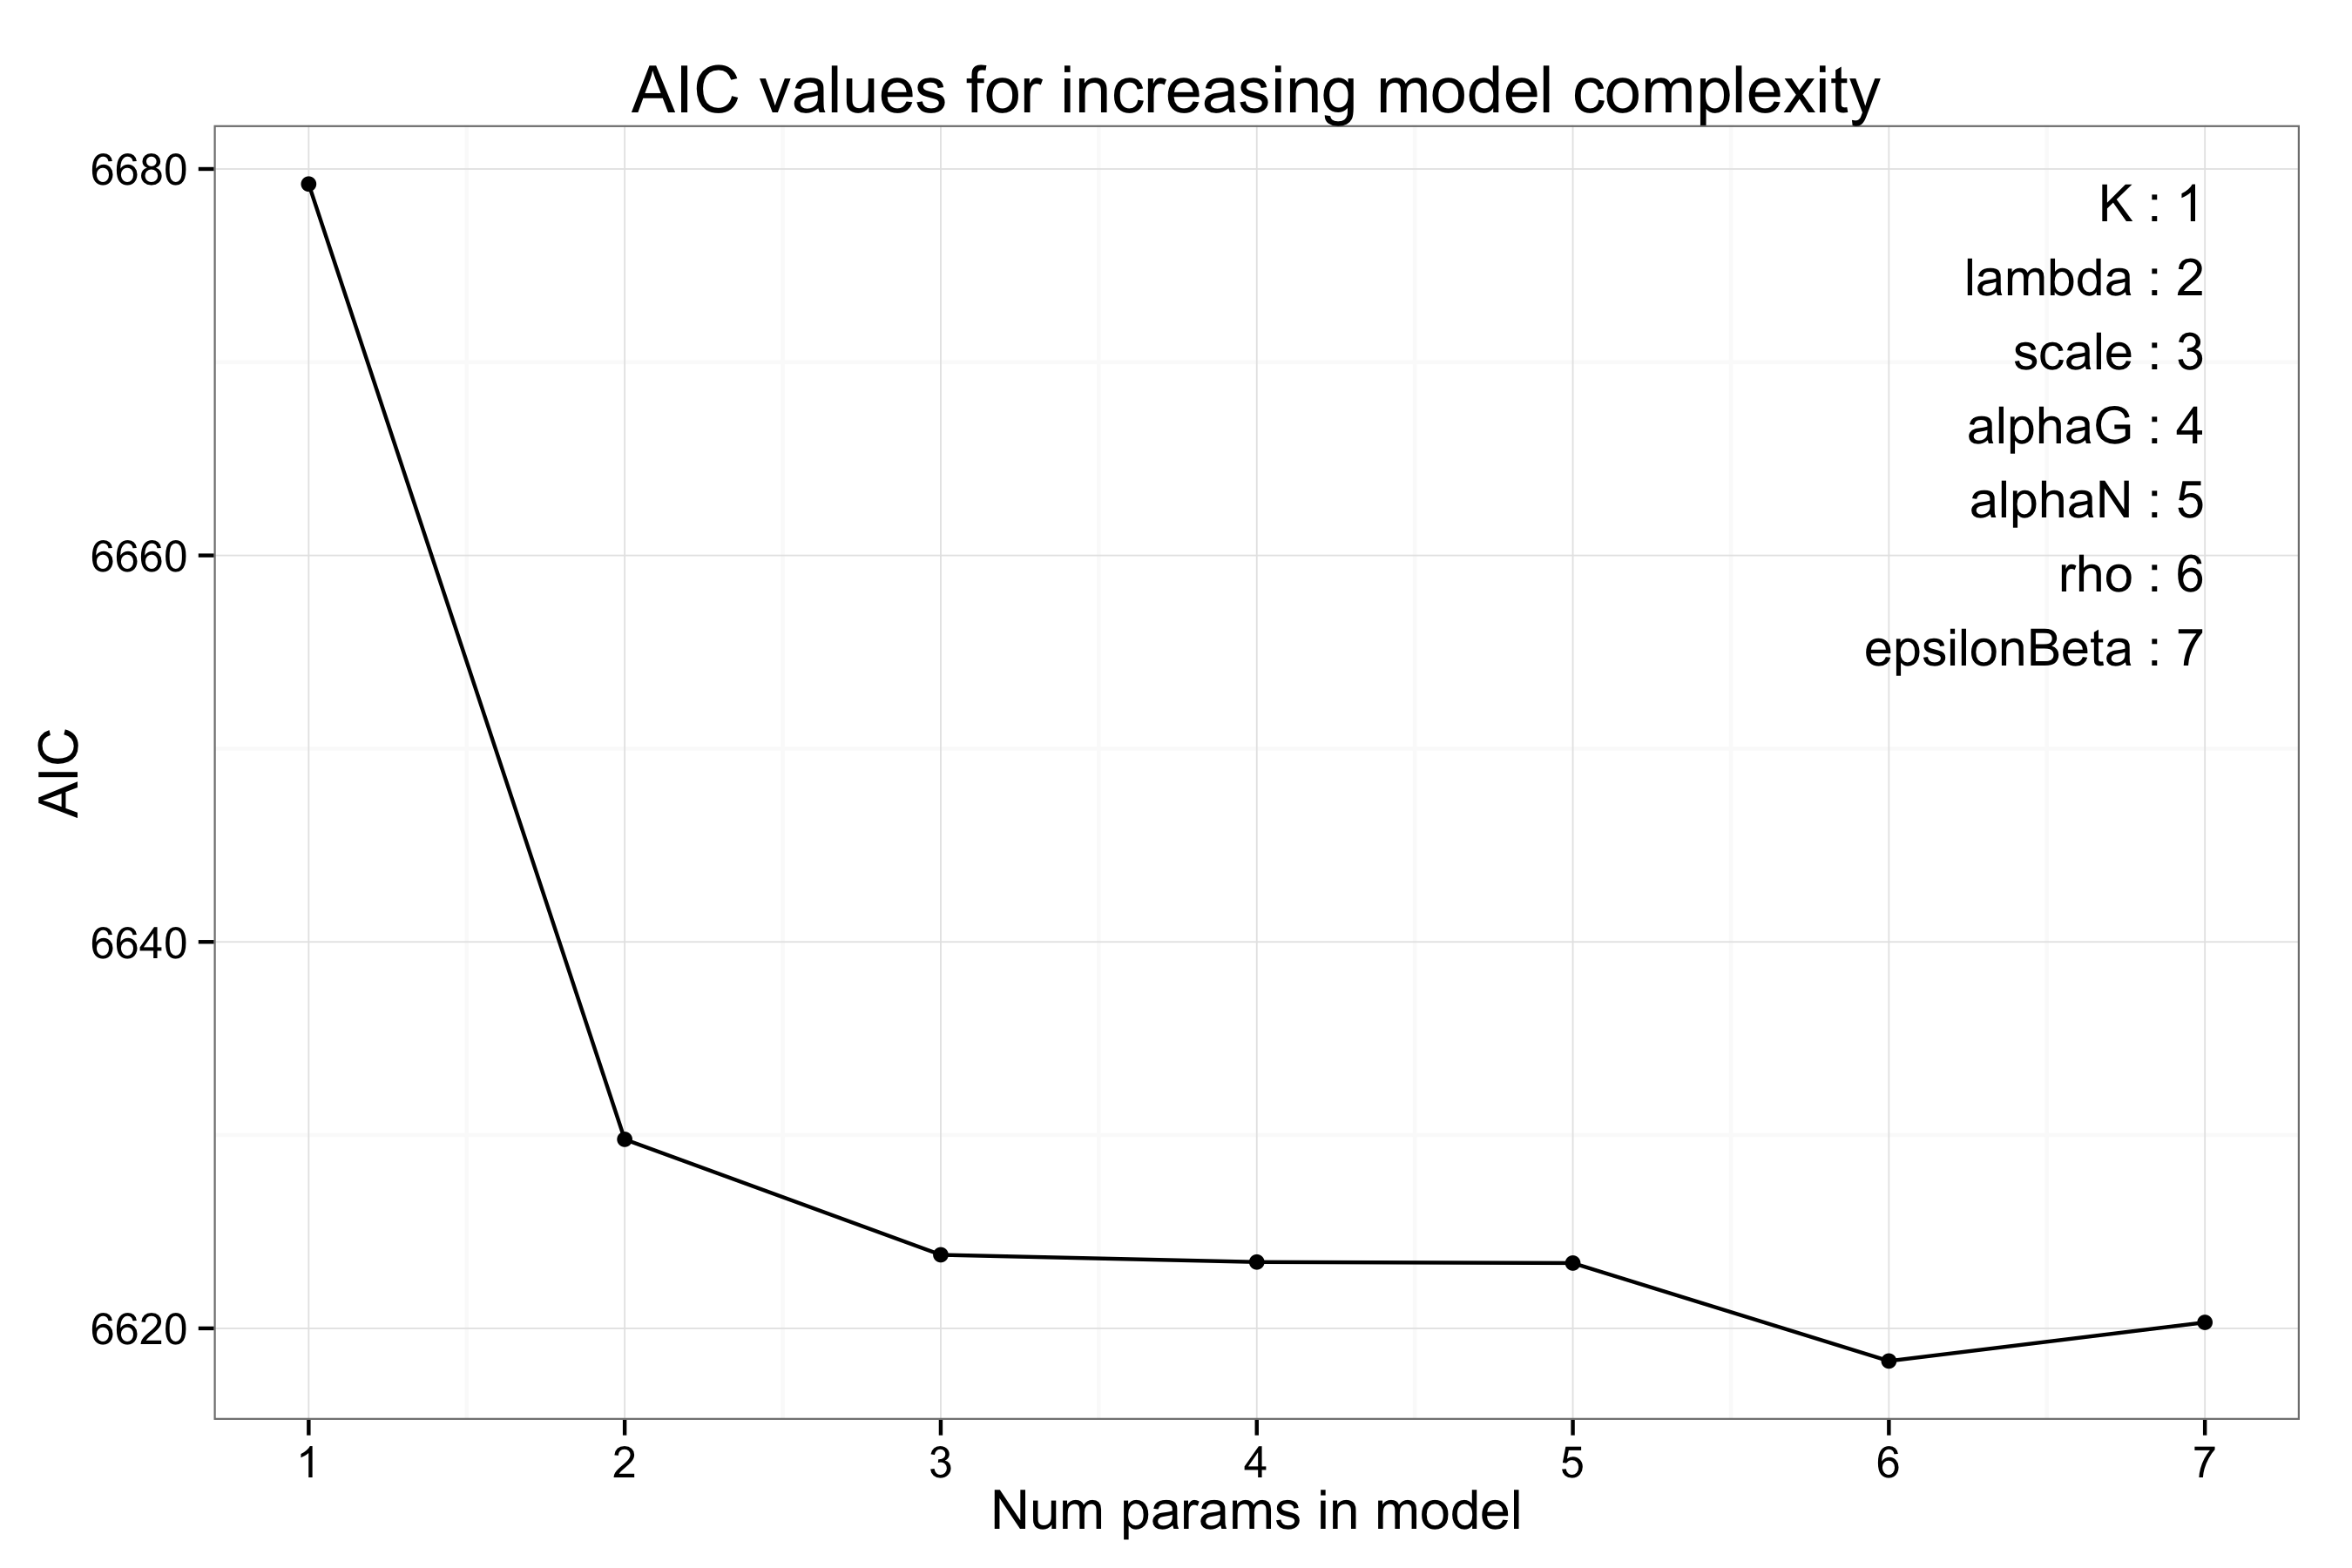 AIC values for increasing model complexity
6680
6660
6640
6620
AIC
K : 1
lambda : 2
scale : 3
alphaG : 4
alphaN : 5
rho : 6
epsilonBeta : 7
1 2 3 4 5 6 7
Num params in model